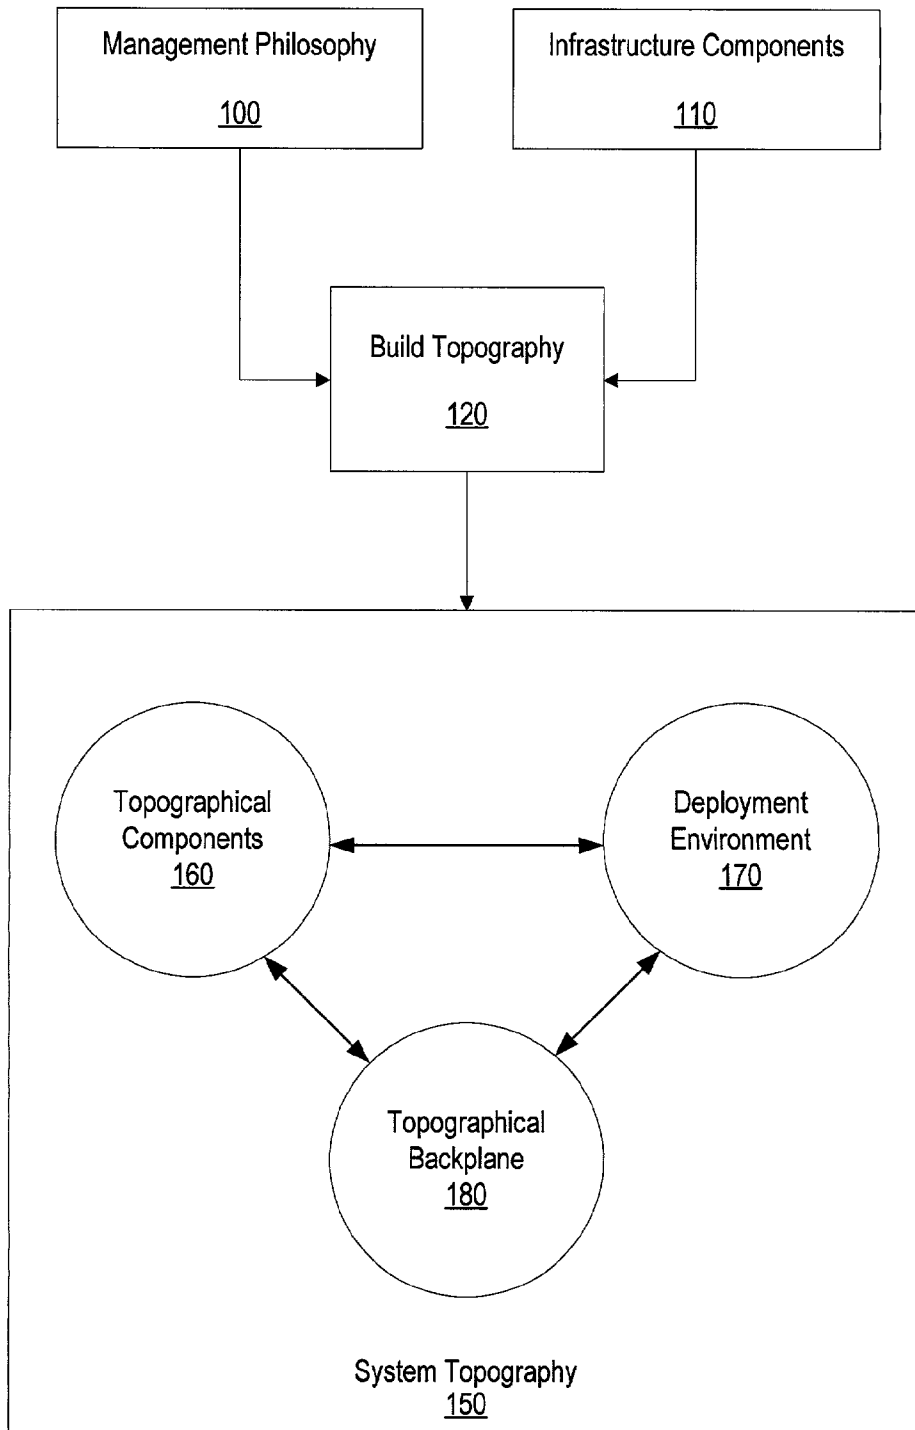 Management Philosophy
100
Infrastructure Components
110
Build Topography
120
Topographical
Components
160
Deployment
Environment
170
Topographical
Backplane
180
System Topography
150